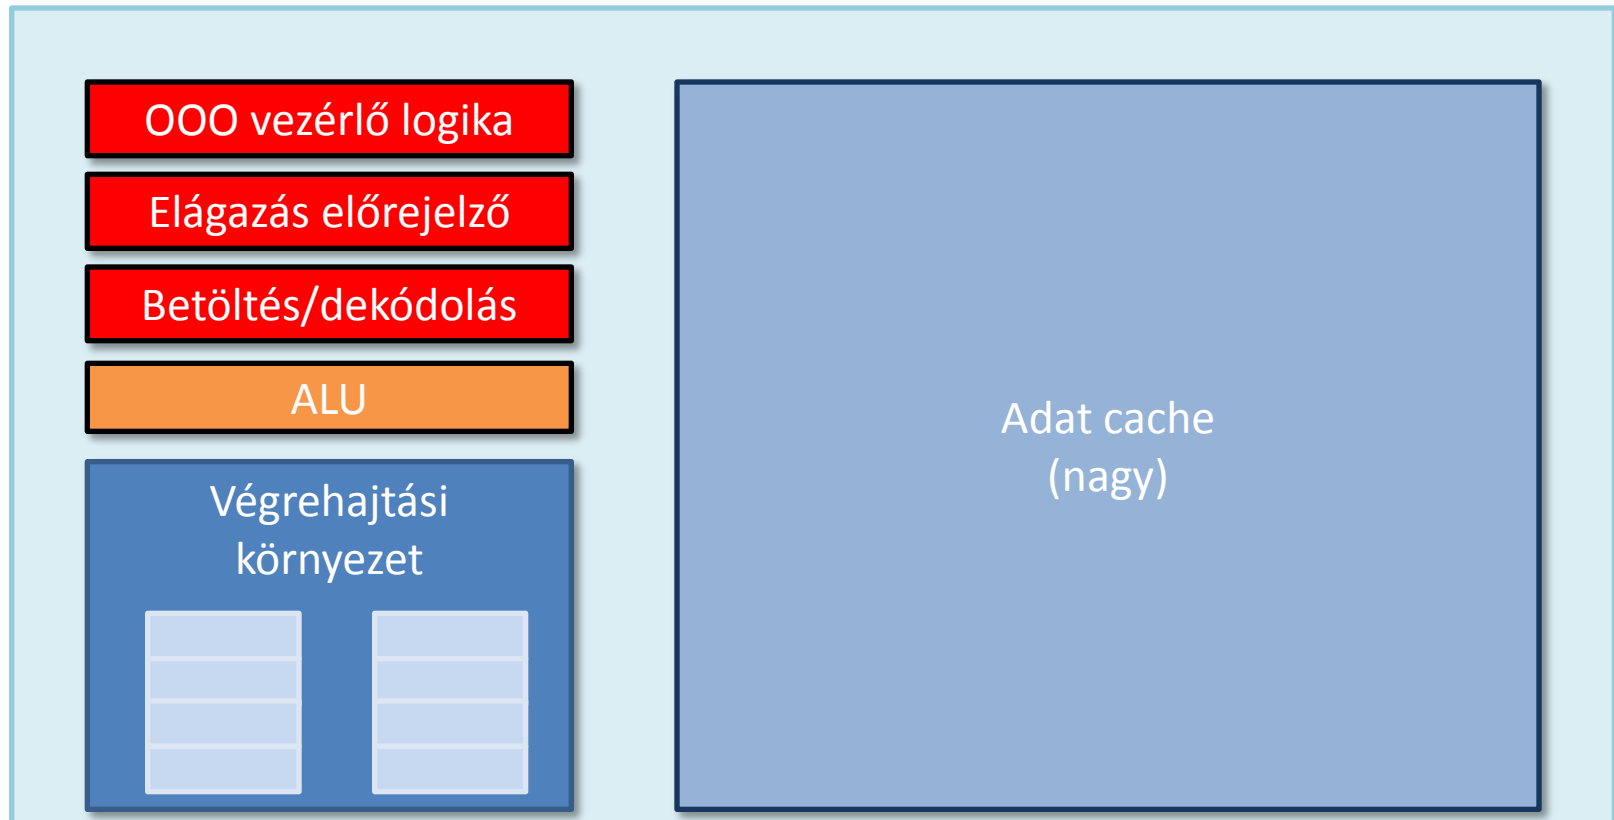 OOO vezérlő logika
Elágazás előrejelző
Betöltés/dekódolás
ALU
Végrehajtási
környezet
Adat cache
(nagy)